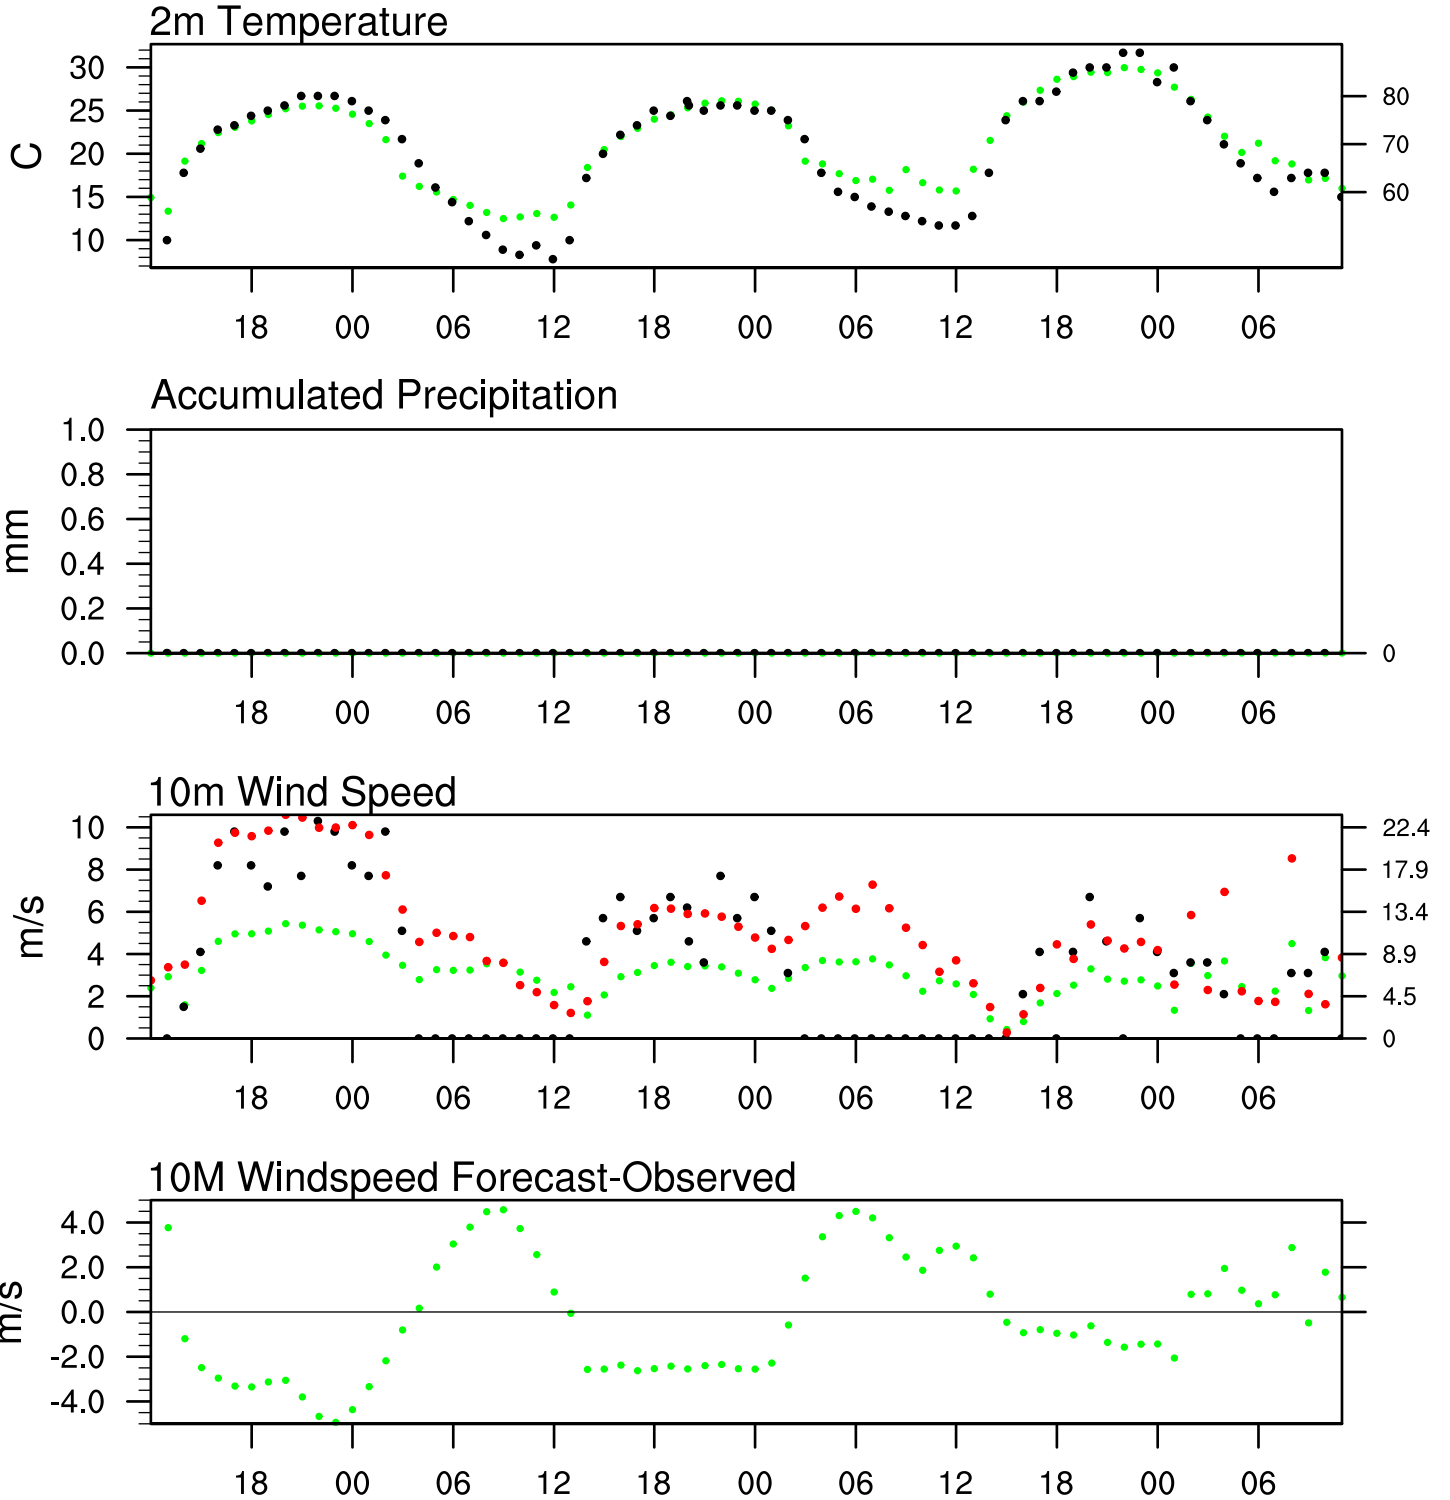 2m Temperature
30
25
20
15
10
C
80
70
60
18 00 06 12 18 00 06 12 18 00 06
Accumulated Precipitation
1.0
0.8
0.6
0.4
0.2
0.0
mm
0
18 00 06 12 18 00 06 12 18 00 06
10m Wind Speed
10
8
6
4
2
0
m/s
22.4
17.9
13.4
8.9
4.5
0
18 00 06 12 18 00 06 12 18 00 06
10M Windspeed Forecast-Observed
4.0
2.0
0.0
-2.0
-4.0
m/s
18 00 06 12 18 00 06 12 18 00 06